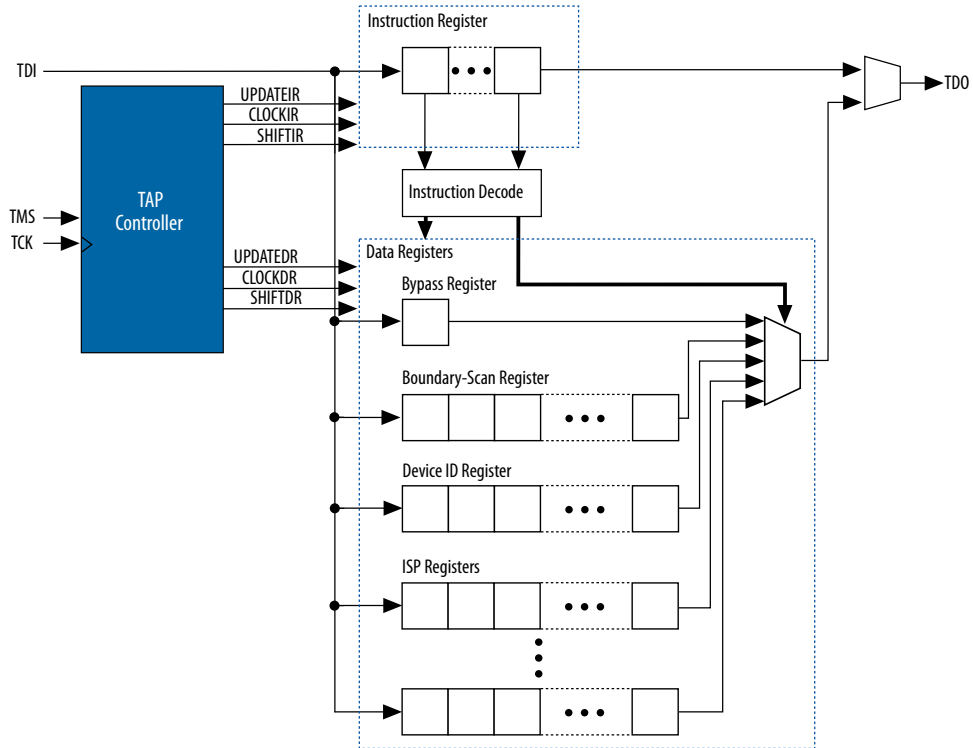 Instruction Register
TDI
TDO
UPDATEIR
CLOCKIR
SHIFTIR
TAP
Controller
Instruction Decode
TMS
TCK
Data Registers
UPDATEDR
CLOCKDR
SHIFTDR
Bypass Register
Boundary-Scan Register
Device ID Register
ISP Registers